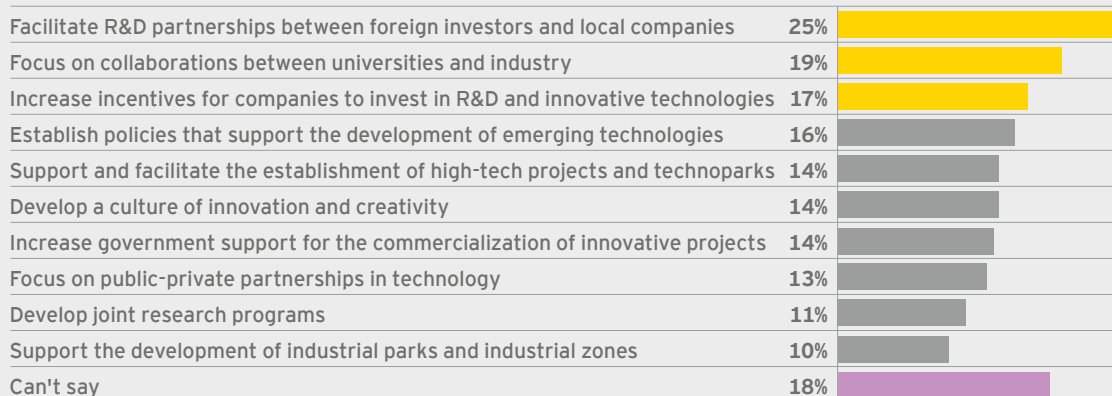 Facilitate R&D partnerships between foreign investors and local companies 25%
Focus on collaborations between universities and industry 19%
Increase incentives for companies to invest in R&D and innovative technologies 17%
Establish policies that support the development of emerging technologies 16%
Support and facilitate the establishment of high-tech projects and technoparks 14%
Develop a culture of innovation and creativity 14%
Increase government support for the commercialization of innovative projects 14%
Focus on public-private partnerships in technology 13%
Develop joint research programs 11%
Support the development of industrial parks and industrial zones 10%
Can't say 18%